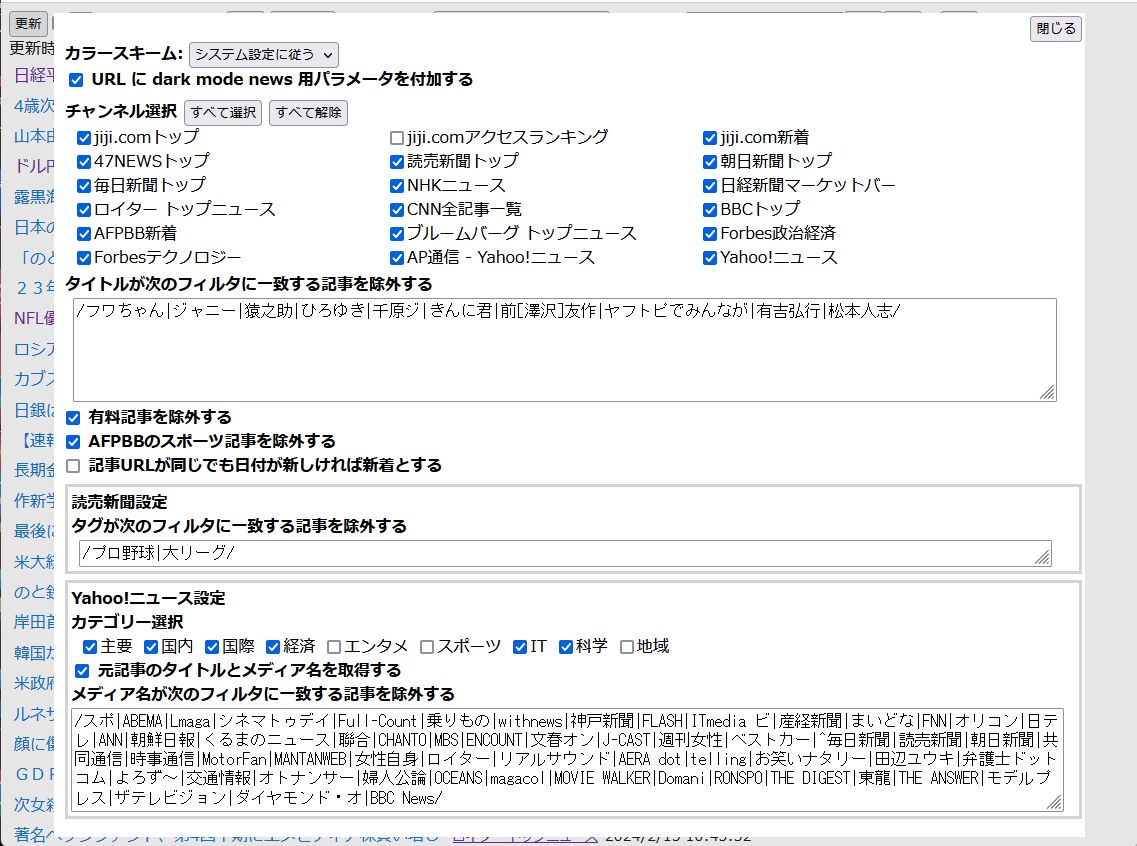 更新
閉じる
更新時
カラースキーム: システム設定に従う
URL に dark mode news 用パラメータを付加する
チャンネル選択 すべて選択 すべて解除
jiji.comトップ jiji.comアクセスランキング jiji.com新着
47NEWSトップ 読売新聞トップ 朝日新聞トップ
毎日新聞トップ NHKニュース 日経新聞マーケットバー
ロイター トップニュース CNN全記事一覧 BBCトップ
AFPBB新着 ブルームバーグ トップニュース Forbes政治経済
Forbesテクノロジー AP通信 - Yahoo!ニュース Yahoo!ニュース
タイトルが次のフィルタに一致する記事を除外する
/フワちゃん|ジャニー|猿之助|ひろゆき|千原ジ|きんに君|前[澤沢]友作|ヤフトピでみんなが|有吉弘行|松本人志/
有料記事を除外する
AFPBBのスポーツ記事を除外する
記事URLが同じでも日付が新しければ新着とする
読売新聞設定
タグが次のフィルタに一致する記事を除外する
/プロ野球|大リーグ/
Yahoo!ニュース設定
カテゴリー選択
主要 国内 国際 経済 エンタメ スポーツ IT 科学 地域
元記事のタイトルとメディア名を取得する
メディア名が次のフィルタに一致する記事を除外する
/スポ|ABEMA|Lmaga|シネマトゥデイ|Full-Count|乗りもの|withnews|神戸新聞|FLASH|ITmedia ビ|産経新聞|まいどな|FNN|オリコン|日テ
レ|ANN|朝鮮日報|くるまのニュース|聯合|CHANTO|MBS|ENCOUNT|文春オン|J-CAST|週刊女性|ベストカー|^毎日新聞|読売新聞|朝日新聞|共
同通信|時事通信|MotorFan|MANTANWEB|女性自身|ロイター|リアルサウンド|AERA dot|telling|お笑いナタリー|田辺ユウキ|弁護士ドット
コム|よろず～|交通情報|オトナンサー|婦人公論|OCEANS|magacol|MOVIE WALKER|Domani|RONSPO|THE DIGEST|東龍|THE ANSWER|モデルプ
レス|ザテレビジョン|ダイヤモンド・オ|BBC News/
日経平
4歳次
山本由
ドル円
露黒海
日本の
「のと
２３年
NFL優
ロシア
カブス
日銀は
【速報
長期金
作新学
最後に
米大統
のと鉄
岸田首
韓国が
米政府
ルネサ
顔に傷
ＧＤＰ
次女殺